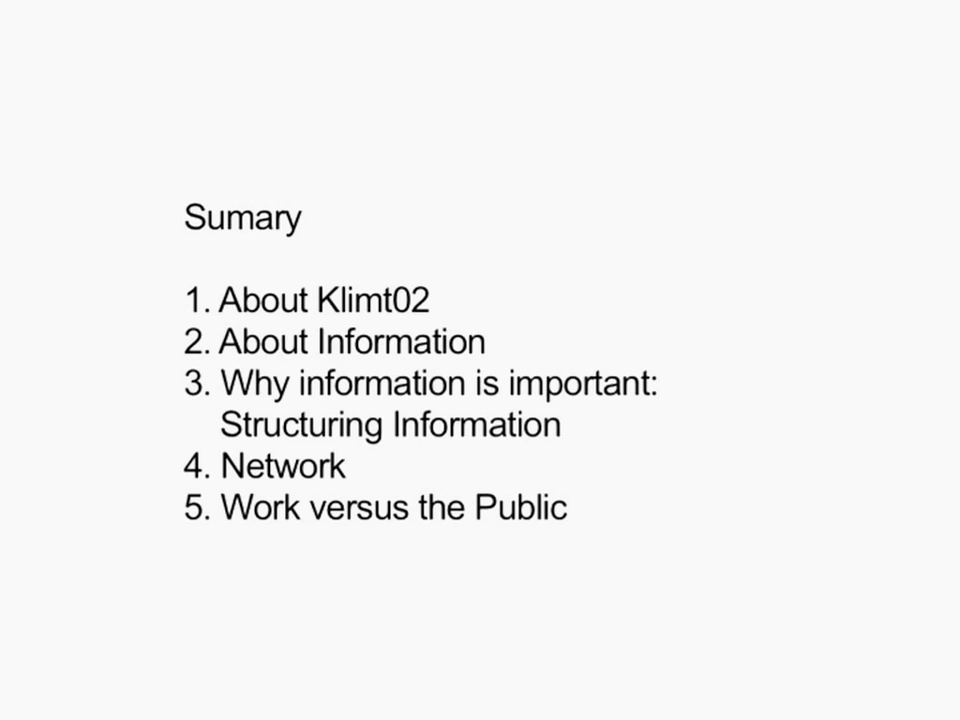 Sumary
1. About Klimt02
2. About Information
3. Why information is important:
Structuring Information
4. Network
5. Work versus the Public